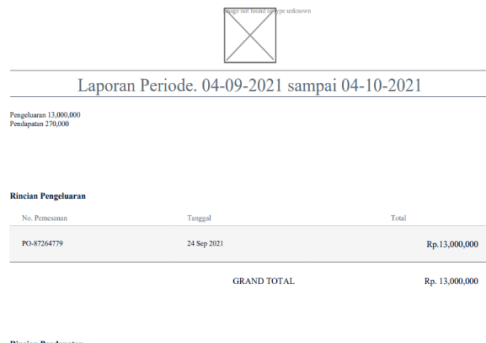 Image not found or type unknown
Laporan Periode. 04-09-2021 sampai 04-10-2021
Pengeluaran 13,000,000
Pendapatan 270,000
Rincian Pengeluaran
No. Pemesanan Tanggal Total
PO-87264779 24 Sep 2021 Rp.13,000,000
GRAND TOTAL Rp. 13,000,000
Rincian Pendapatan